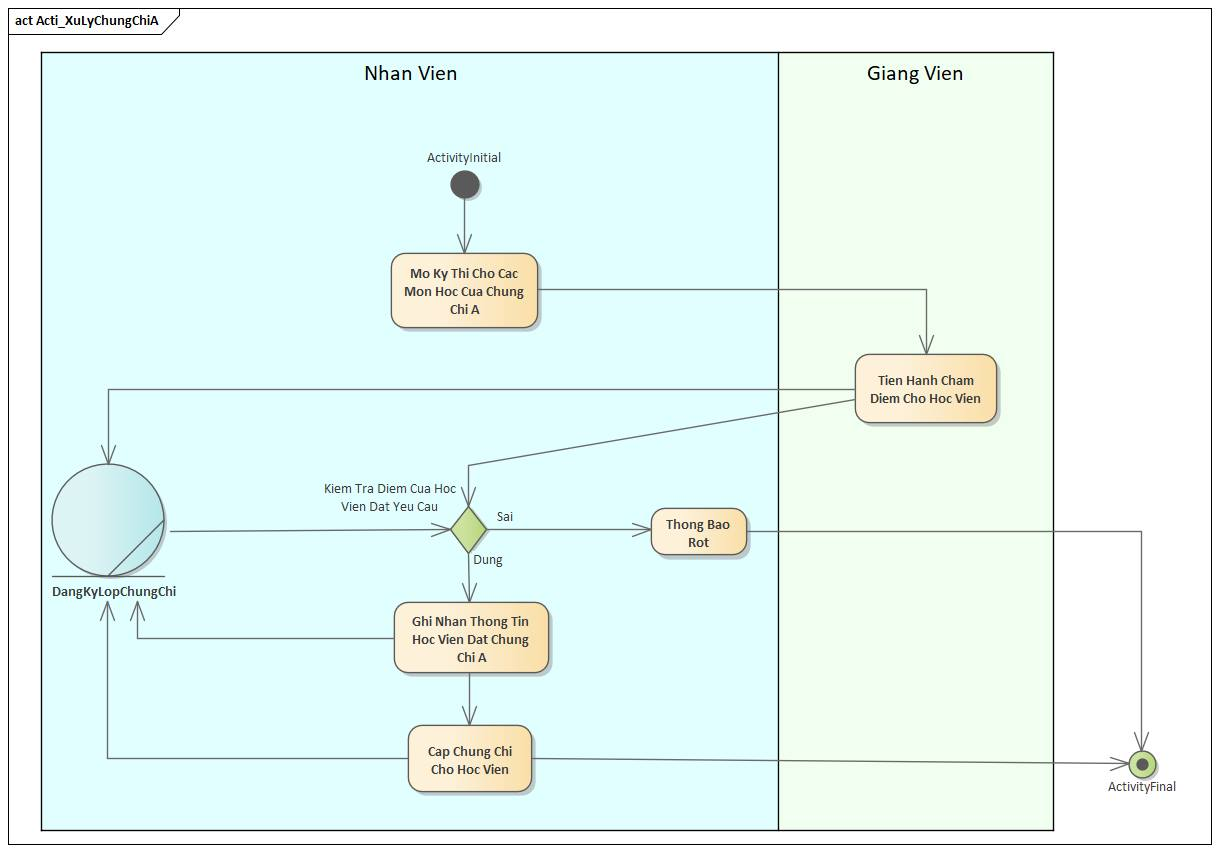 act Acti_XuLyChungChiA
Nhan Vien
Giang Vien
ActivityInitial
Mo Ky Thi Cho Cac
Mon Hoc Cua Chung
Chi A
Tien Hanh Cham
Diem Cho Hoc Vien
Kiem Tra Diem Cua Hoc
Vien Dat Yeu Cau
Sai
Thong Bao
Rot
Dung
DangKyLopChungChi
Ghi Nhan Thong Tin
Hoc Vien Dat Chung
Chi A
Cap Chung Chi
Cho Hoc Vien
ActivityFinal